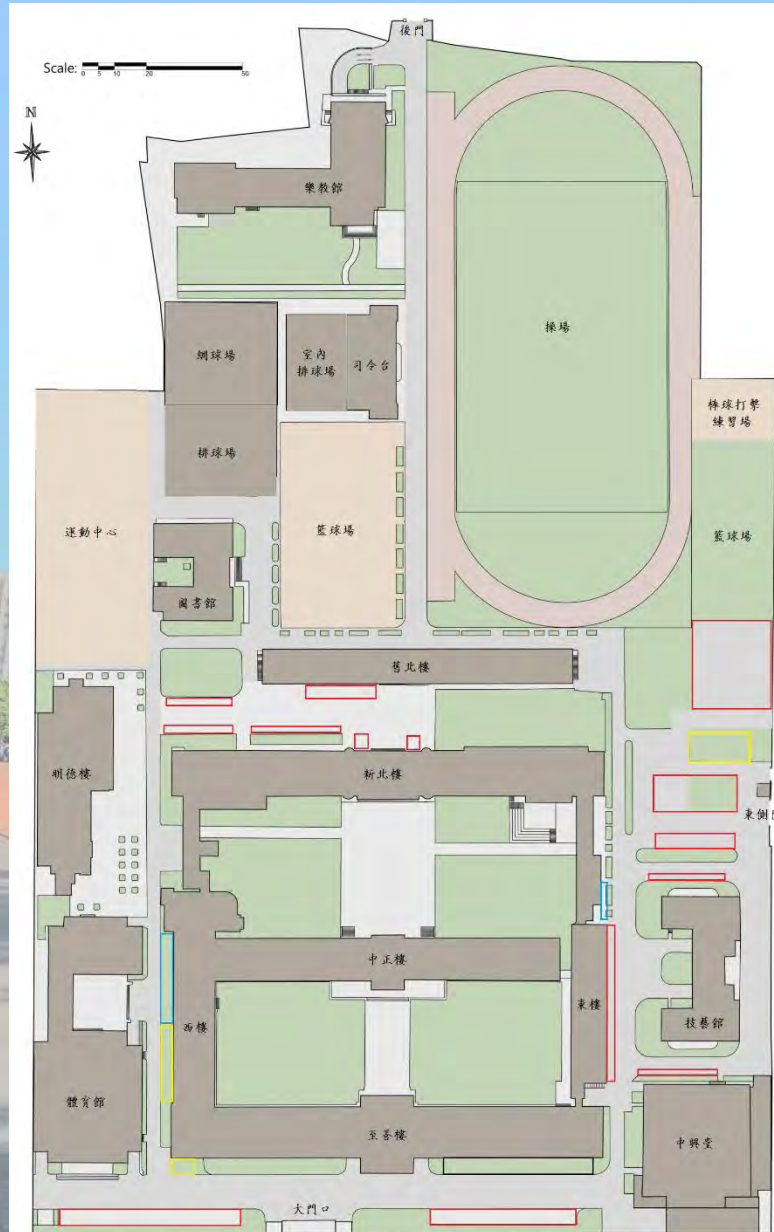 後門
Scale: 0 5 10 20 50
N
樂教館
操場
網球場
室內
排球場
司令台
棒球打擊
練習場
排球場
運動中心
籃球場
籃球場
圖書館
舊北樓
明德樓
新北樓
東側門
中正樓
西樓
東樓
技藝館
體育館
至善樓
中興堂
大門口